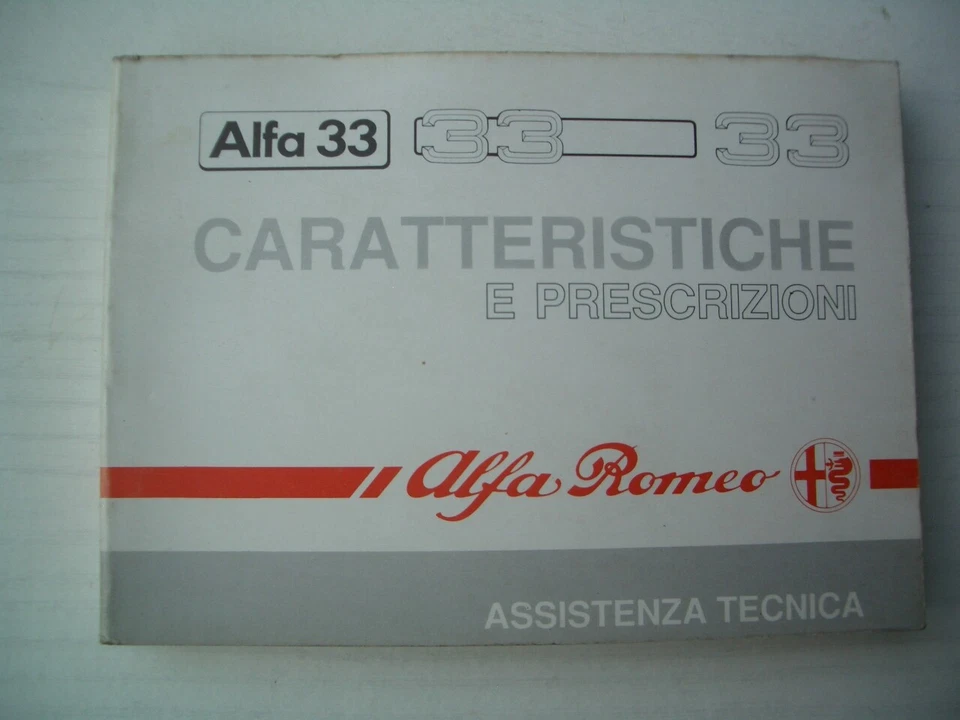 Alfa 33 33 33
CARATTERISTICHE
E PRESCRIZIONI
Alfa Romeo
ASSISTENZA TECNICA